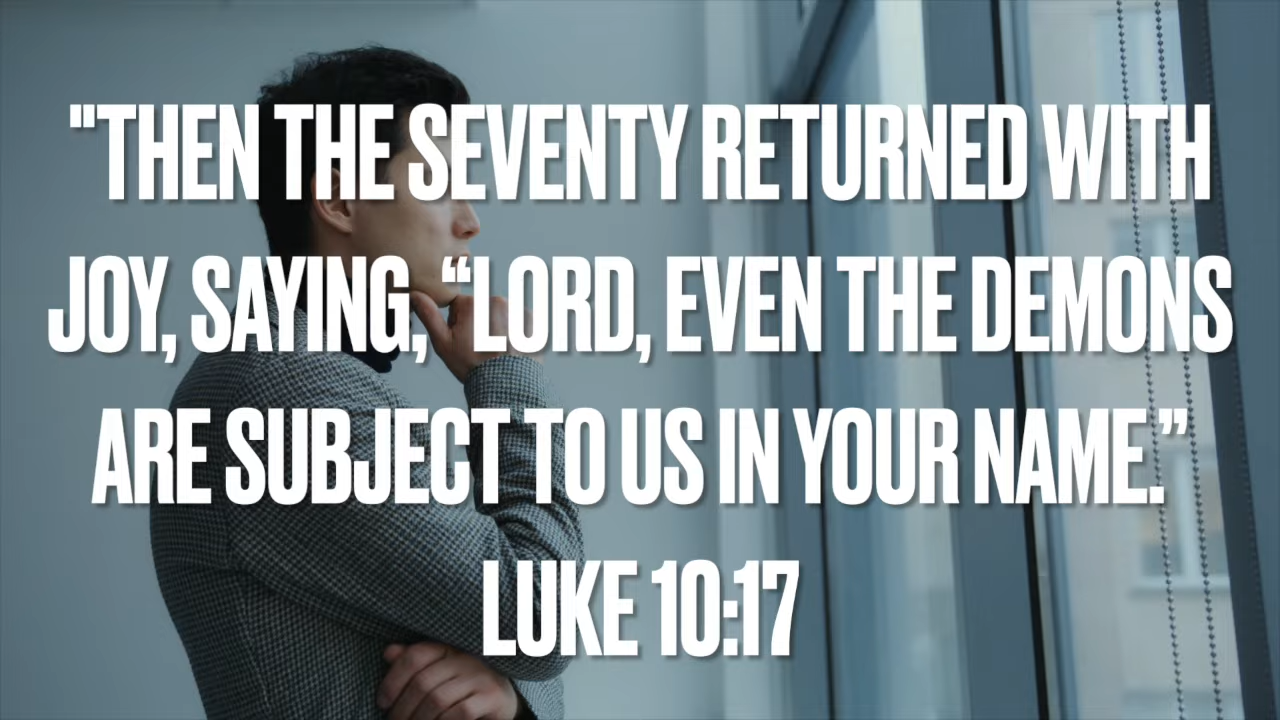 "THEN THE SEVENTY RETURNED WITH
JOY, SAYING, “LORD, EVEN THE DEMONS
ARE SUBJECT TO US IN YOUR NAME.”
LUKE 10:17